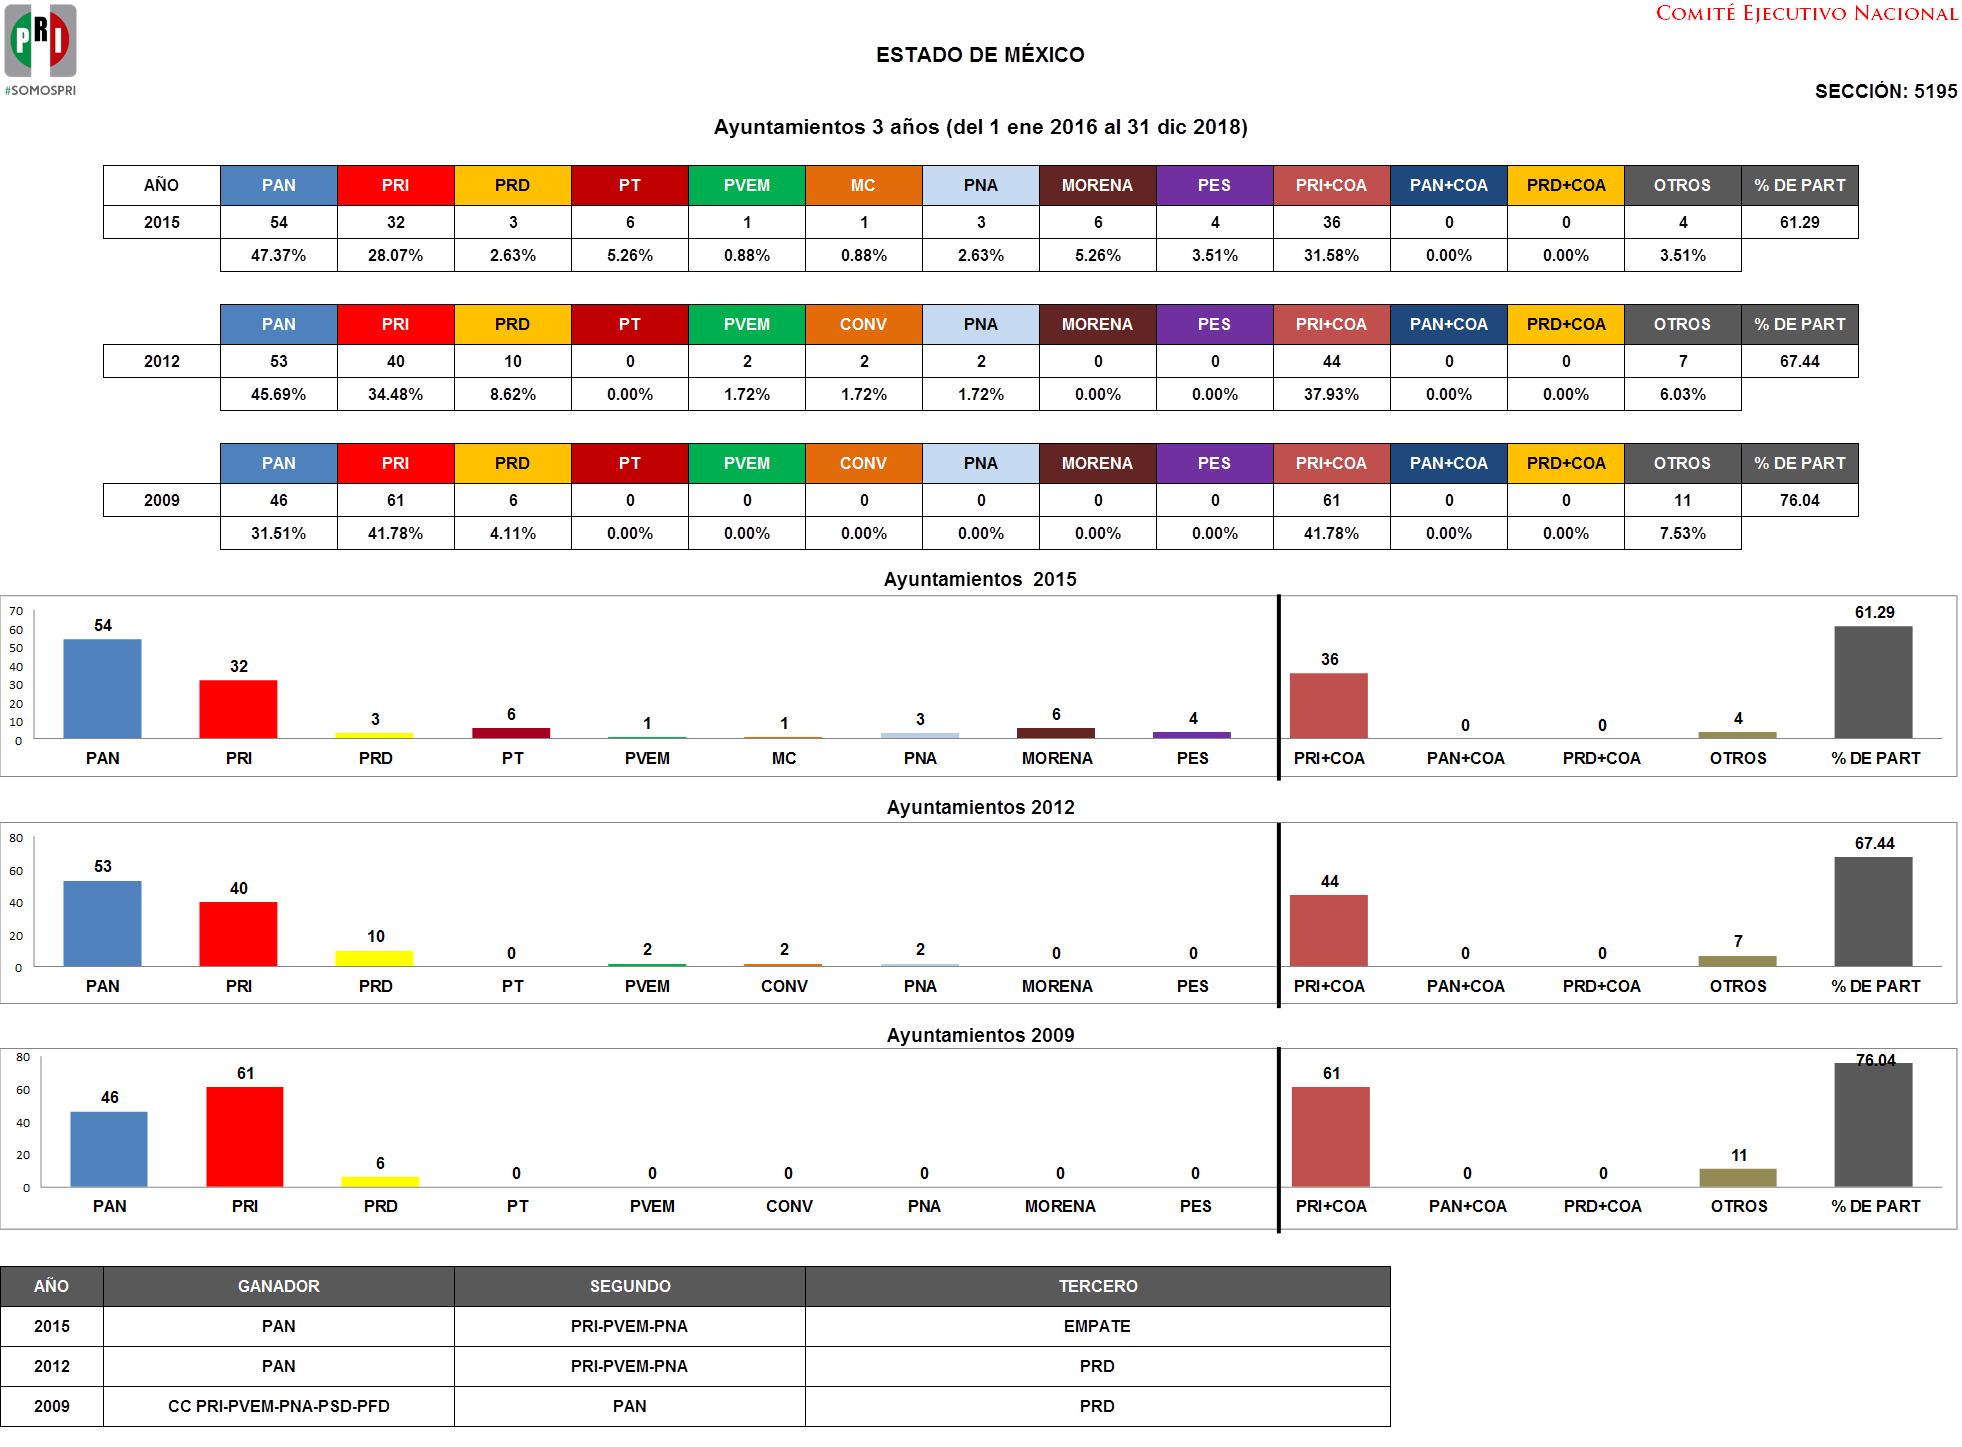 PRI
#SOMOSPRI
COMITÉ EJECUTIVO NACIONAL
ESTADO DE MÉXICO
SECCIÓN: 5195
Ayuntamientos 3 años (del 1 ene 2016 al 31 dic 2018)
AÑO PAN PRI PRD PT PVEM MC PNA MORENA PES PRI+COA PAN+COA PRD+COA OTROS % DE PART
2015 54 32 3 6 1 1 3 6 4 36 0 0 4 61.29
47.37% 28.07% 2.63% 5.26% 0.88% 0.88% 2.63% 5.26% 3.51% 31.58% 0.00% 0.00% 3.51%
PAN PRI PRD PT PVEM CONV PNA MORENA PES PRI+COA PAN+COA PRD+COA OTROS % DE PART
2012 53 40 10 0 2 2 2 0 0 44 0 0 7 67.44
45.69% 34.48% 8.62% 0.00% 1.72% 1.72% 1.72% 0.00% 0.00% 37.93% 0.00% 0.00% 6.03%
PAN PRI PRD PT PVEM CONV PNA MORENA PES PRI+COA PAN+COA PRD+COA OTROS % DE PART
2009 46 61 6 0 0 0 0 0 0 61 0 0 11 76.04
31.51% 41.78% 4.11% 0.00% 0.00% 0.00% 0.00% 0.00% 0.00% 41.78% 0.00% 0.00% 7.53%
Ayuntamientos 2015
70
60
50
40
30
20
10
0
54 32 3 6 1 1 3 6 4 36 0 0 4 61.29
PAN PRI PRD PT PVEM MC PNA MORENA PES PRI+COA PAN+COA PRD+COA OTROS % DE PART
Ayuntamientos 2012
80
60
40
20
0
53 40 10 0 2 2 2 0 0 44 0 0 7 67.44
PAN PRI PRD PT PVEM CONV PNA MORENA PES PRI+COA PAN+COA PRD+COA OTROS % DE PART
Ayuntamientos 2009
80
60
40
20
0
46 61 6 0 0 0 0 0 0 61 0 0 11 76.04
PAN PRI PRD PT PVEM CONV PNA MORENA PES PRI+COA PAN+COA PRD+COA OTROS % DE PART
AÑO GANADOR SEGUNDO TERCERO
2015 PAN PRI-PVEM-PNA EMPATE
2012 PAN PRI-PVEM-PNA PRD
2009 CC PRI-PVEM-PNA-PSD-PFD PAN PRD